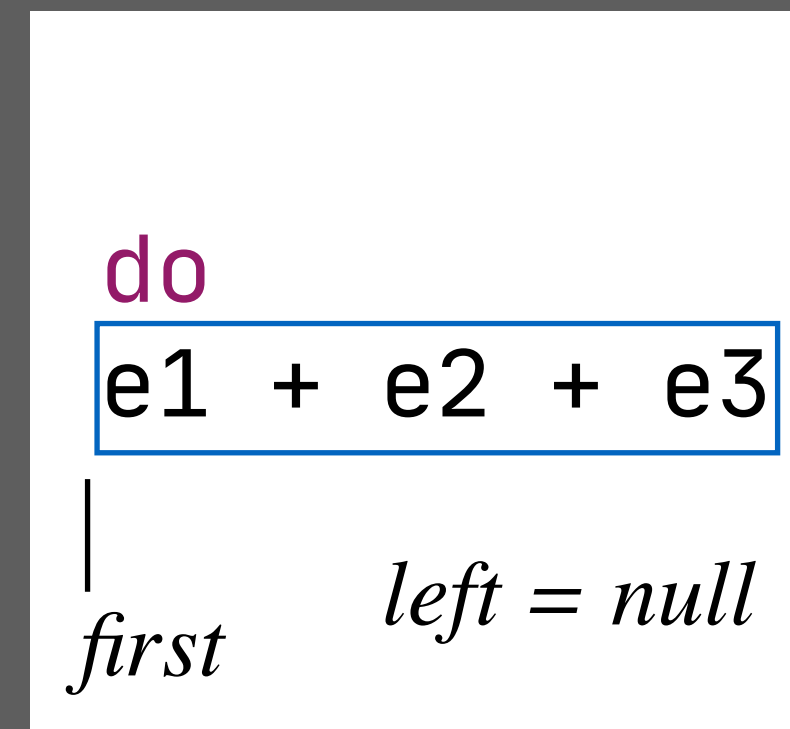 do
e1 + e2 + e3
left = null
first